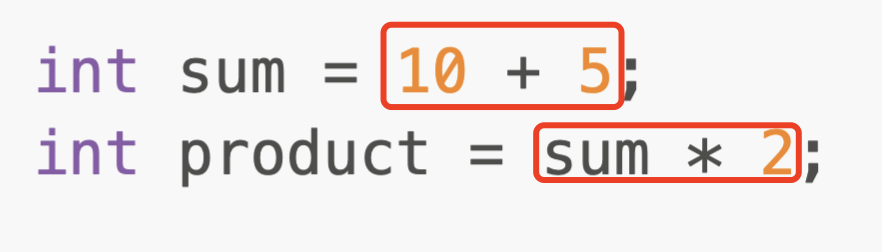 int sum = 10 + 5;
int product = sum * 2;